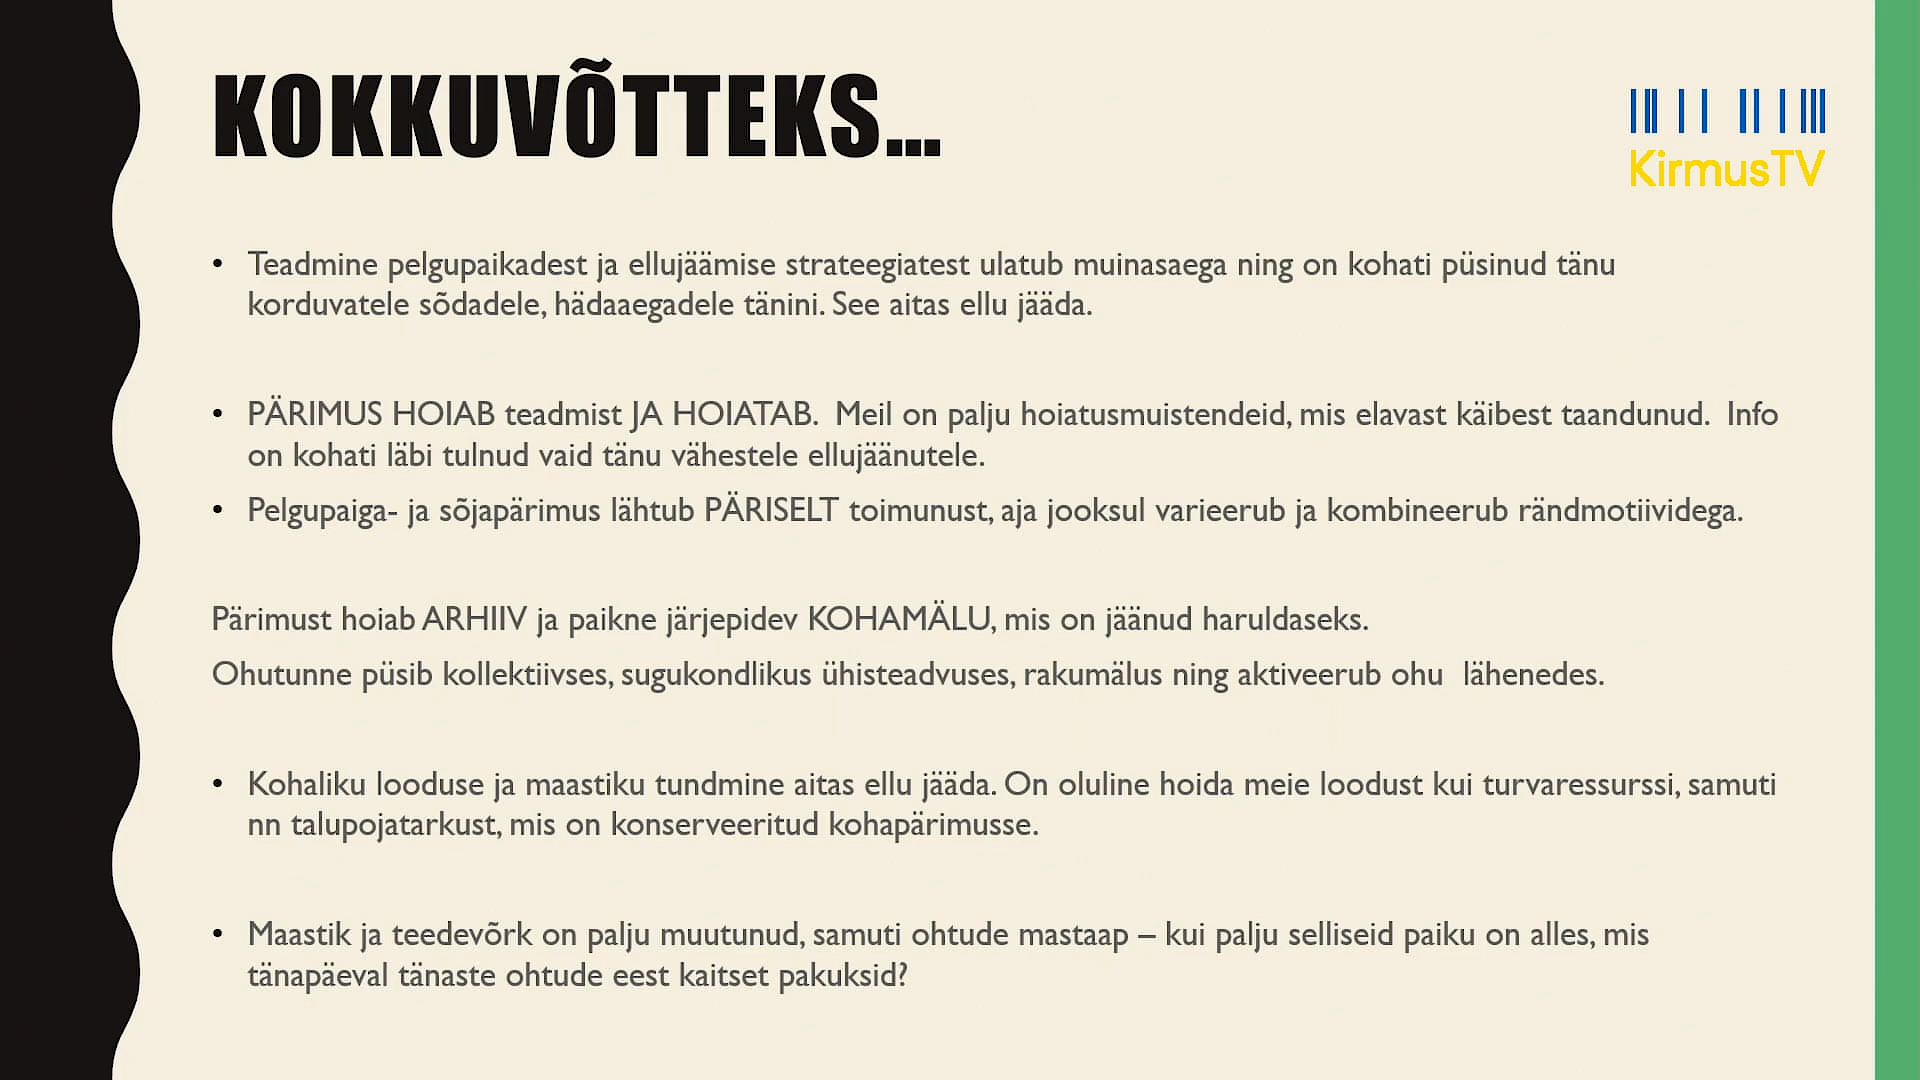 KOKKUVÕTTEKS...
KirmusTV
• Teadmine pelgupaikadest ja ellujäämise strateegiatest ulatub muinasaega ning on kohati püsinud tänu
korduvatele sõdadele, hädaaegadele tänini. See aitas ellu jääda.
• PÄRIMUS HOIAB teadmist JA HOIATAB.  Meil on palju hoiatusmuistendeid, mis elavast käibest taandunud.  Info
on kohati läbi tulnud vaid tänu vähestele ellujäänutele.
• Pelgupaiga- ja sõjapärimus lähtub PÄRISELT toimunust, aja jooksul varieerub ja kombineerub rändmotiividega.
Pärimust hoiab ARHIIV ja paikne järjepidev KOHAMÄLU, mis on jäänud haruldaseks.
Ohutunne püsib kollektiivses, sugukondlikus ühisteadvuses, rakumälus ning aktiveerub ohu  lähenedes.
• Kohaliku looduse ja maastiku tundmine aitas ellu jääda. On oluline hoida meie loodust kui turvaressurssi, samuti
nn talupojatarkust, mis on konserveeritud kohapärimusse.
• Maastik ja teedevõrk on palju muutunud, samuti ohtude mastaap – kui palju selliseid paiku on alles, mis
tänapäeval tänaste ohtude eest kaitset pakuksid?